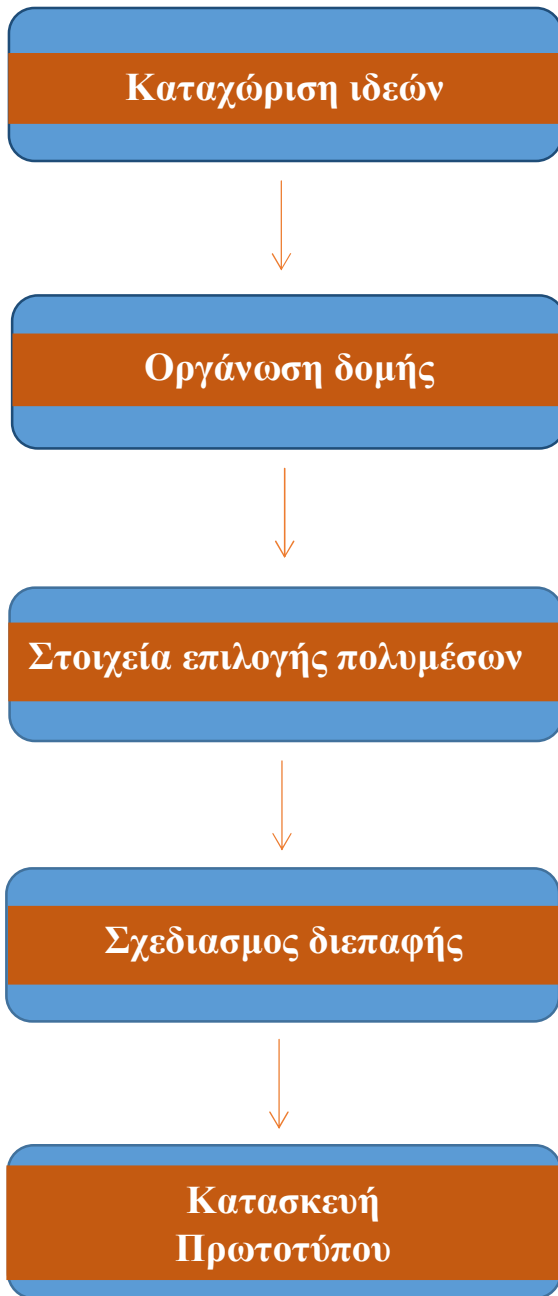 Καταχώριση ιδεών
Οργάνωση δομής
Στοιχεία επιλογής πολυμέσων
Σχεδιασμος διεπαφής
Κατασκευή
Πρωτοτύπου